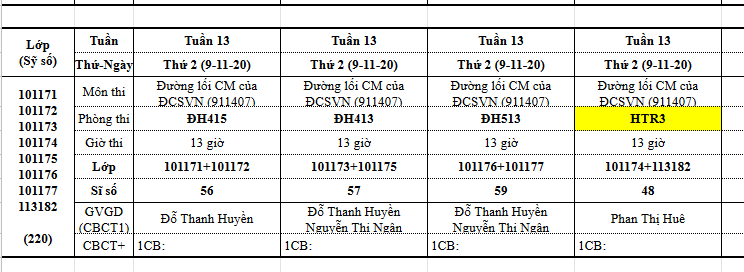 Lớp
(Sỹ số)
Tuần
Tuần 13
Tuần 13
Tuần 13
Tuần 13
Thứ-Ngày
Thứ 2 (9-11-20)
Thứ 2 (9-11-20)
Thứ 2 (9-11-20)
Thứ 2 (9-11-20)
101171
101172
101173
101174
101175
101176
101177
113182
(220)
Môn thi
Đường lối CM của
ĐCSVN (911407)
Đường lối CM của
ĐCSVN (911407)
Đường lối CM của
ĐCSVN (911407)
Đường lối CM của
ĐCSVN (911407)
Phòng thi
ĐH415
ĐH413
ĐH513
HTR3
Giờ thi
13 giờ
13 giờ
13 giờ
13 giờ
Lớp
101171+101172
101173+101175
101176+101177
101174+113182
Sĩ số
56
57
59
48
GVGD
(CBCT1)
Đỗ Thanh Huyền
Đỗ Thanh Huyền
Nguyễn Thị Ngân
Đỗ Thanh Huyền
Nguyễn Thị Ngân
Phan Thị Huê
CBCT+
1CB:
1CB:
1CB:
1CB: